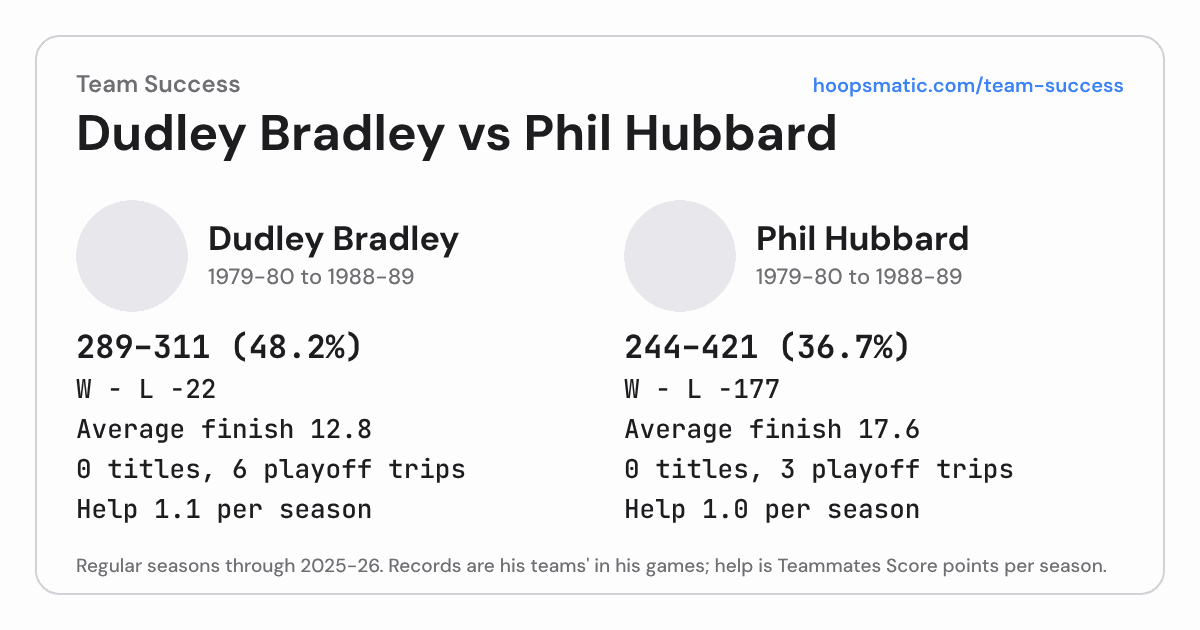 Team Success
hoopsmatic.com/team-success
Dudley Bradley vs Phil Hubbard
Dudley Bradley
1979-80 to 1988-89
289-311 (48.2%)
W - L -22
Average finish 12.8
0 titles, 6 playoff trips
Help 1.1 per season
Phil Hubbard
1979-80 to 1988-89
244-421 (36.7%)
W - L -177
Average finish 17.6
0 titles, 3 playoff trips
Help 1.0 per season
Regular seasons through 2025-26. Records are his teams' in his games; help is Teammates Score points per season.